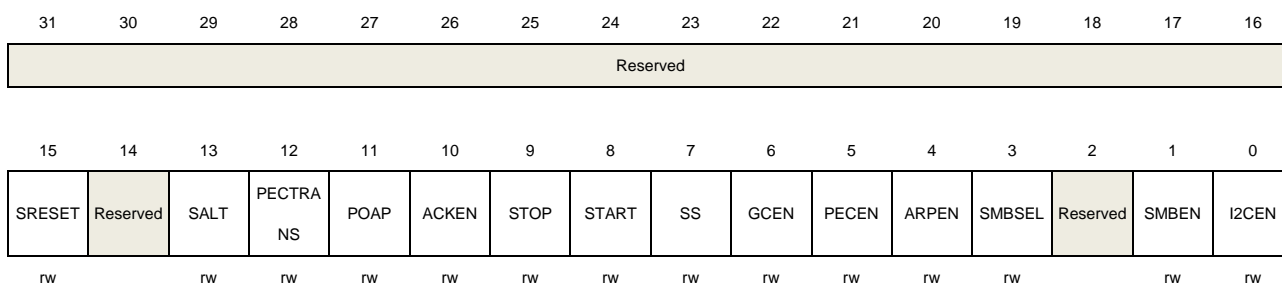 31 30 29 28 27 26 25 24 23 22 21 20 19 18 17 16
Reserved
15 14 13 12 11 10 9 8 7 6 5 4 3 2 1 0
SRESET Reserved SALT PECTRA NS POAP ACKEN STOP START SS GCEN PECEN ARPEN SMBSEL Reserved SMBEN I2CEN
rw rw rw rw rw rw rw rw rw rw rw rw rw rw